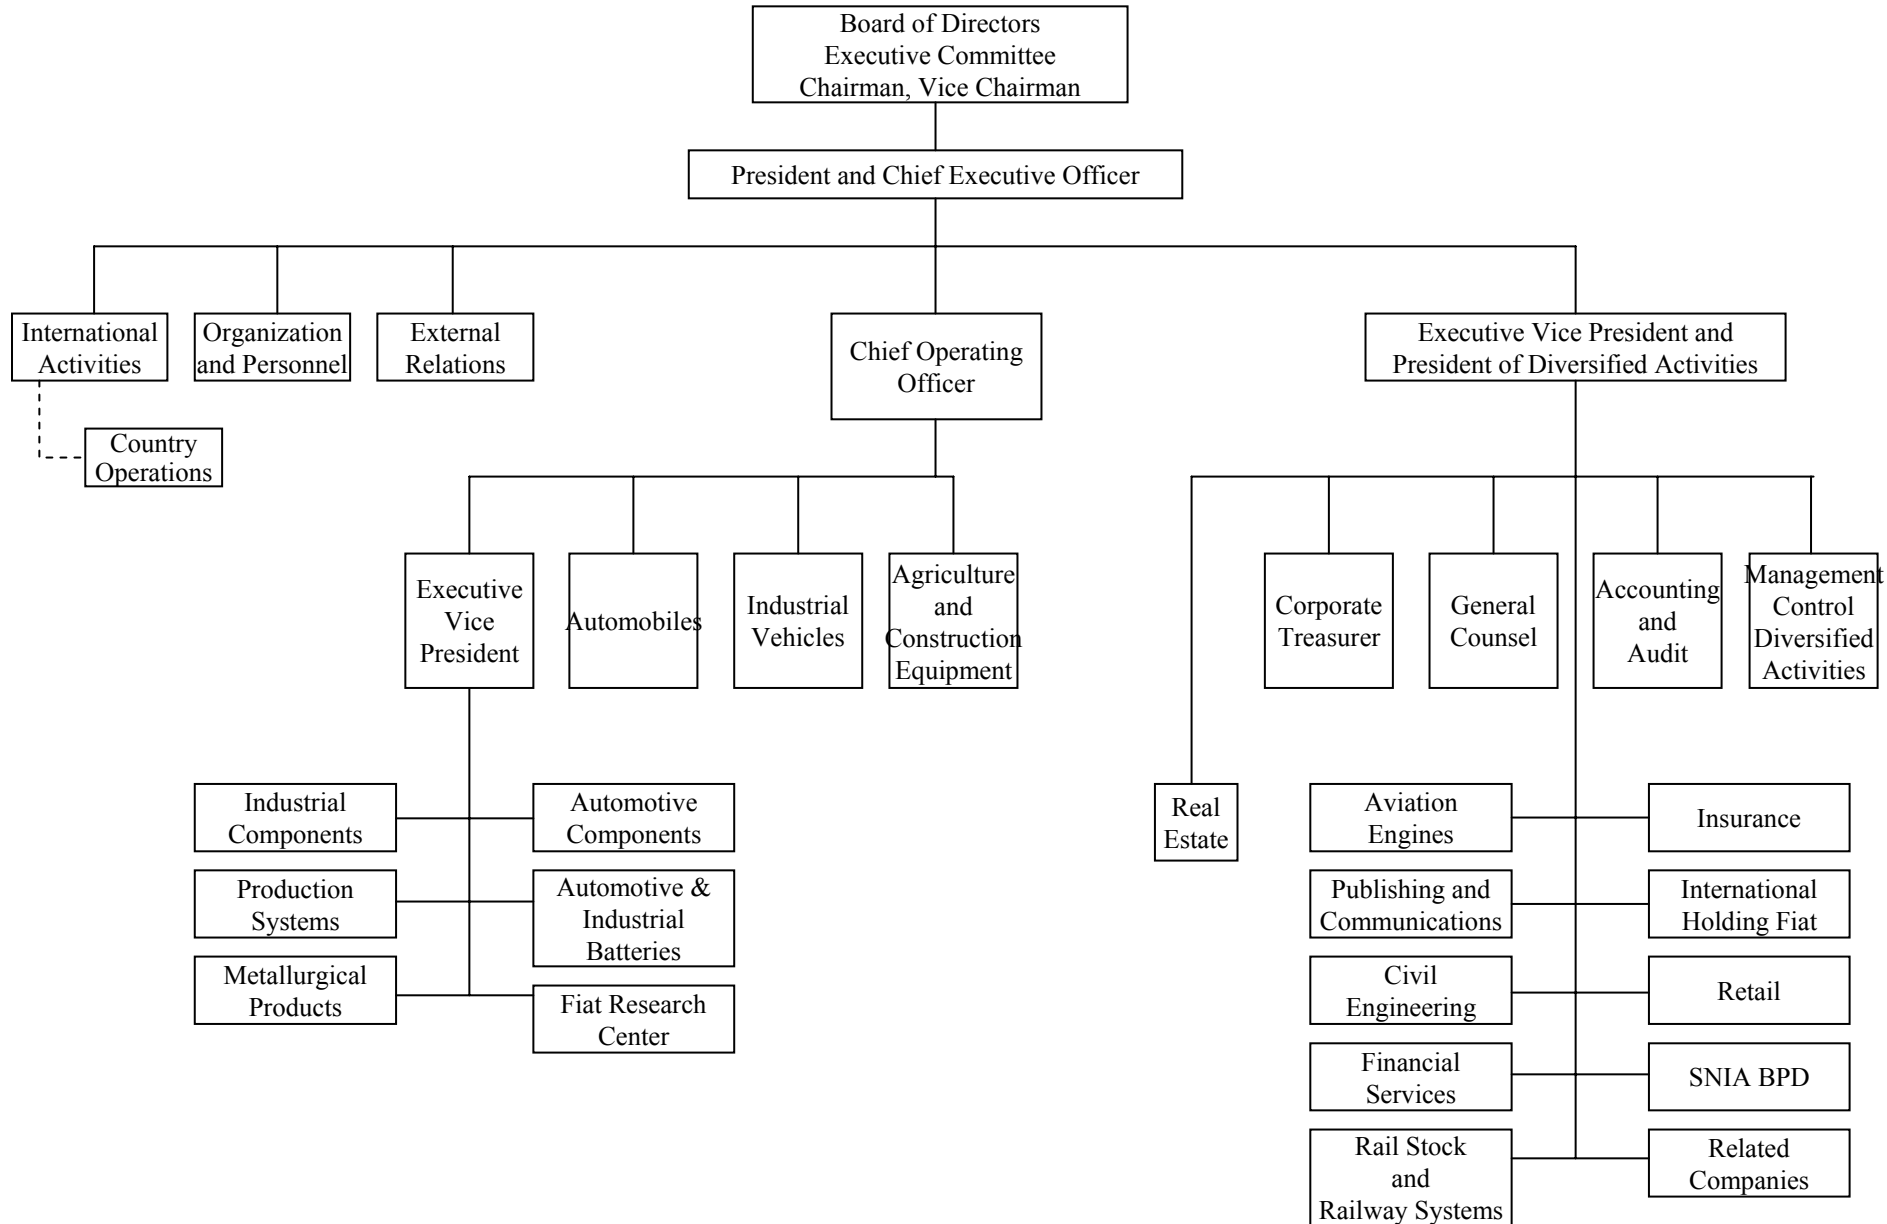 Board of Directors
Executive Committee
Chairman, Vice Chairman
President and Chief Executive Officer
International
Activities
Organization
and Personnel
External
Relations
Chief Operating
Officer
Executive Vice President and
President of Diversified Activities
Country
Operations
Executive
Vice
President
Automobiles
Industrial
Vehicles
Agriculture
and
Construction
Equipment
Corporate
Treasurer
General
Counsel
Accounting
and
Audit
Management
Control
Diversified
Activities
Industrial
Components
Automotive
Components
Production
Systems
Automotive &
Industrial
Batteries
Metallurgical
Products
Fiat Research
Center
Real
Estate
Aviation
Engines
Insurance
Publishing and
Communications
International
Holding Fiat
Civil
Engineering
Retail
Financial
Services
SNIA BPD
Rail Stock
and
Railway Systems
Related
Companies